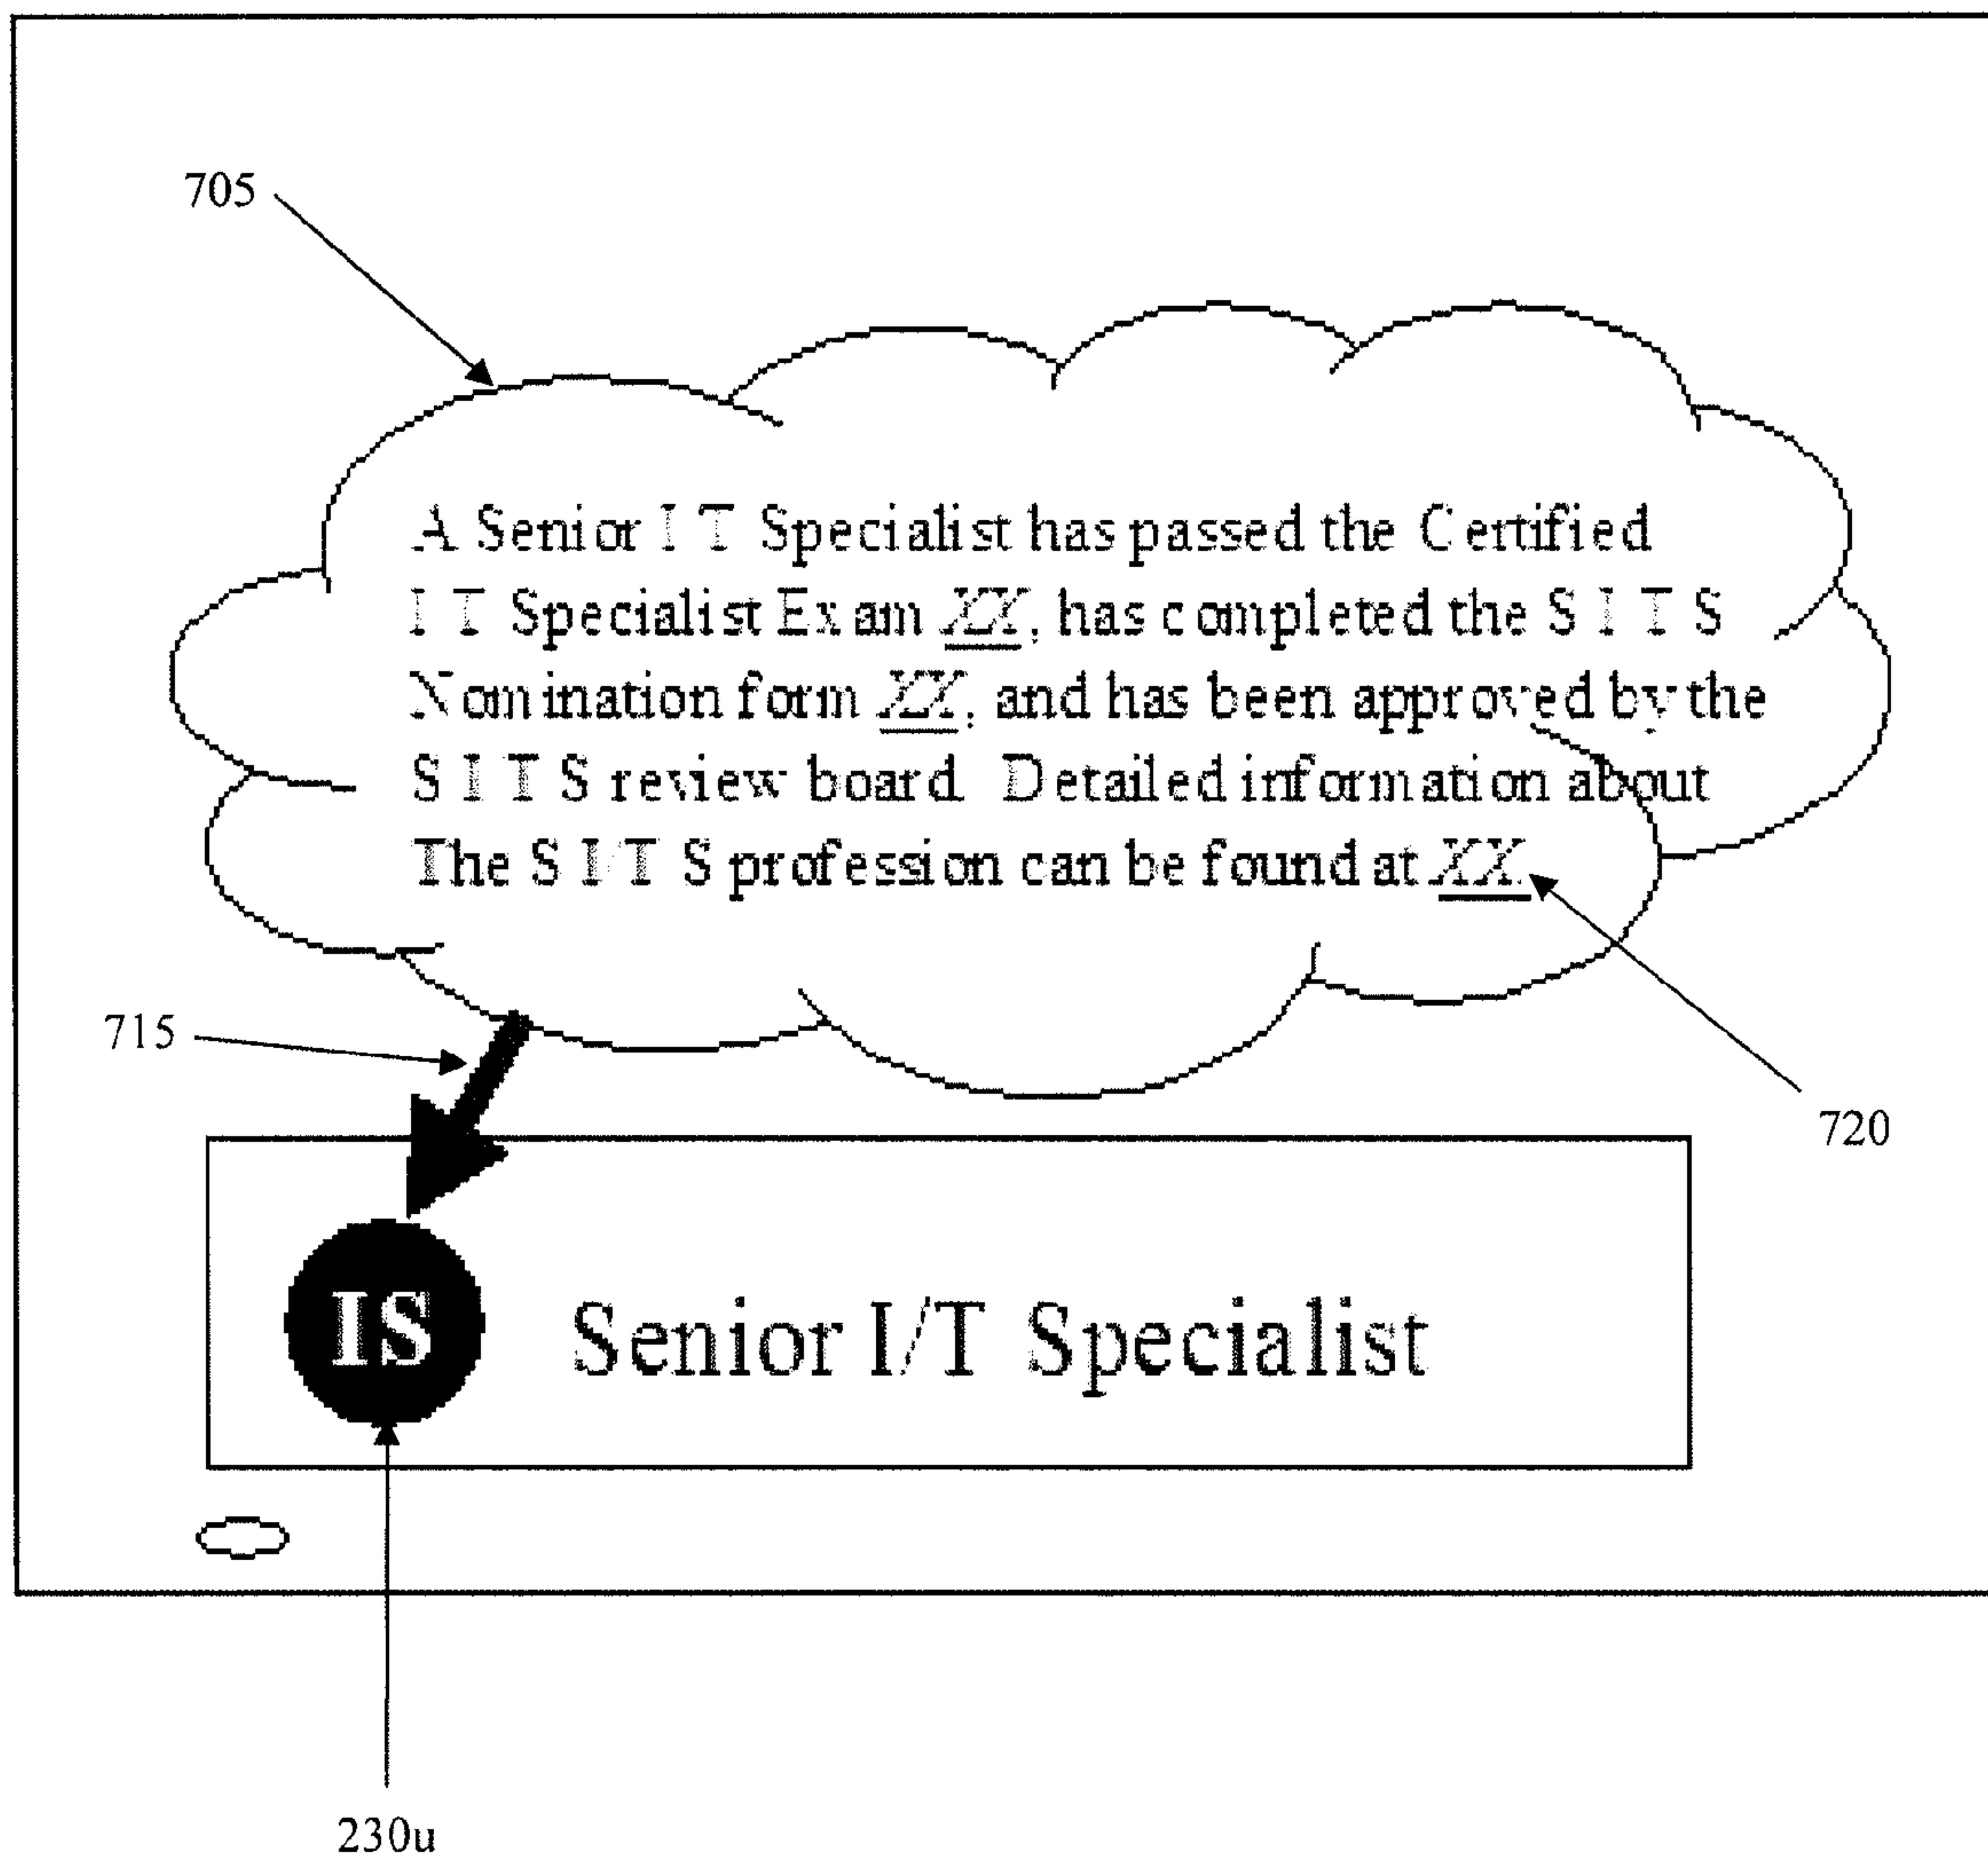 705
A Senior I T Specialist has passed the Certified
I T Specialist Exam XX, has completed the S I T S
Nomination form XX, and has been approved by the
S I T S review board. Detailed information about
The S I/T S profession can be found at XX.
715
720
IS
Senior I/T Specialist
230u